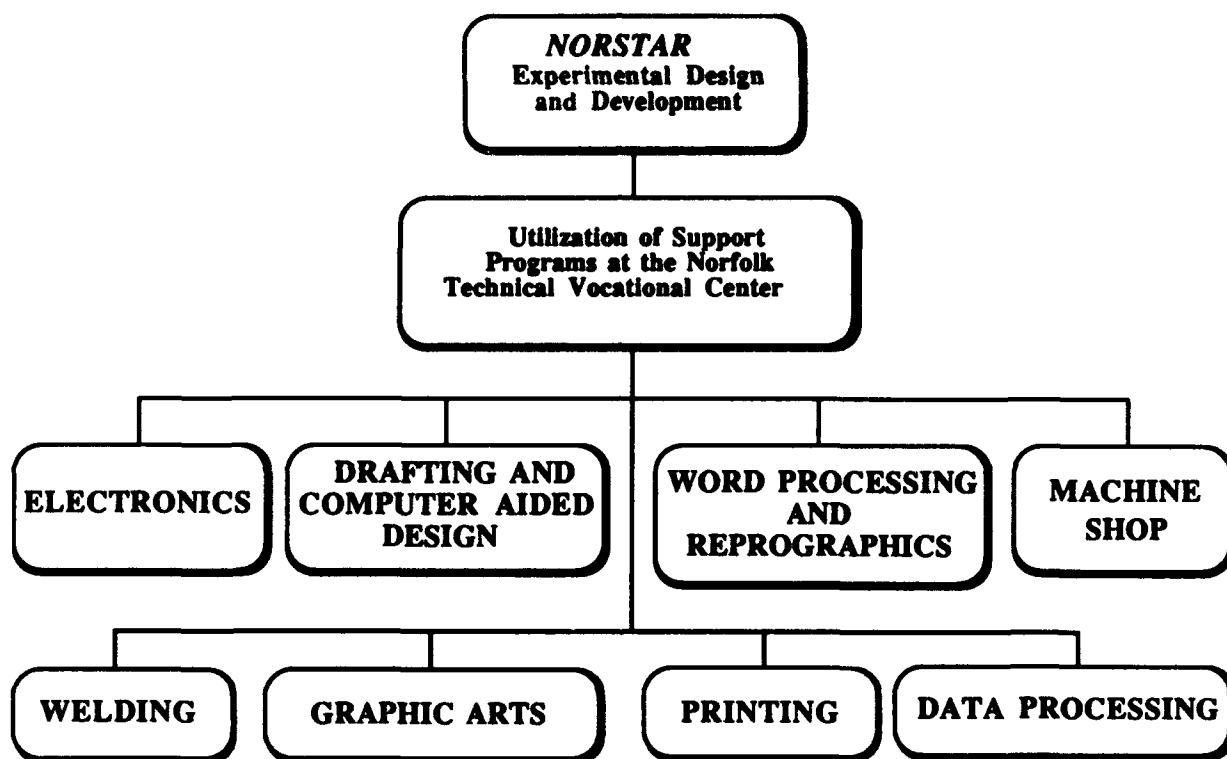 NORSTAR
Experimental Design
and Development
Utilization of Support
Programs at the Norfolk
Technical Vocational Center
ELECTRONICS
DRAFTING AND
COMPUTER AIDED
DESIGN
WORD PROCESSING
AND
REPROGRAPHICS
MACHINE
SHOP
WELDING
GRAPHIC ARTS
PRINTING
DATA PROCESSING